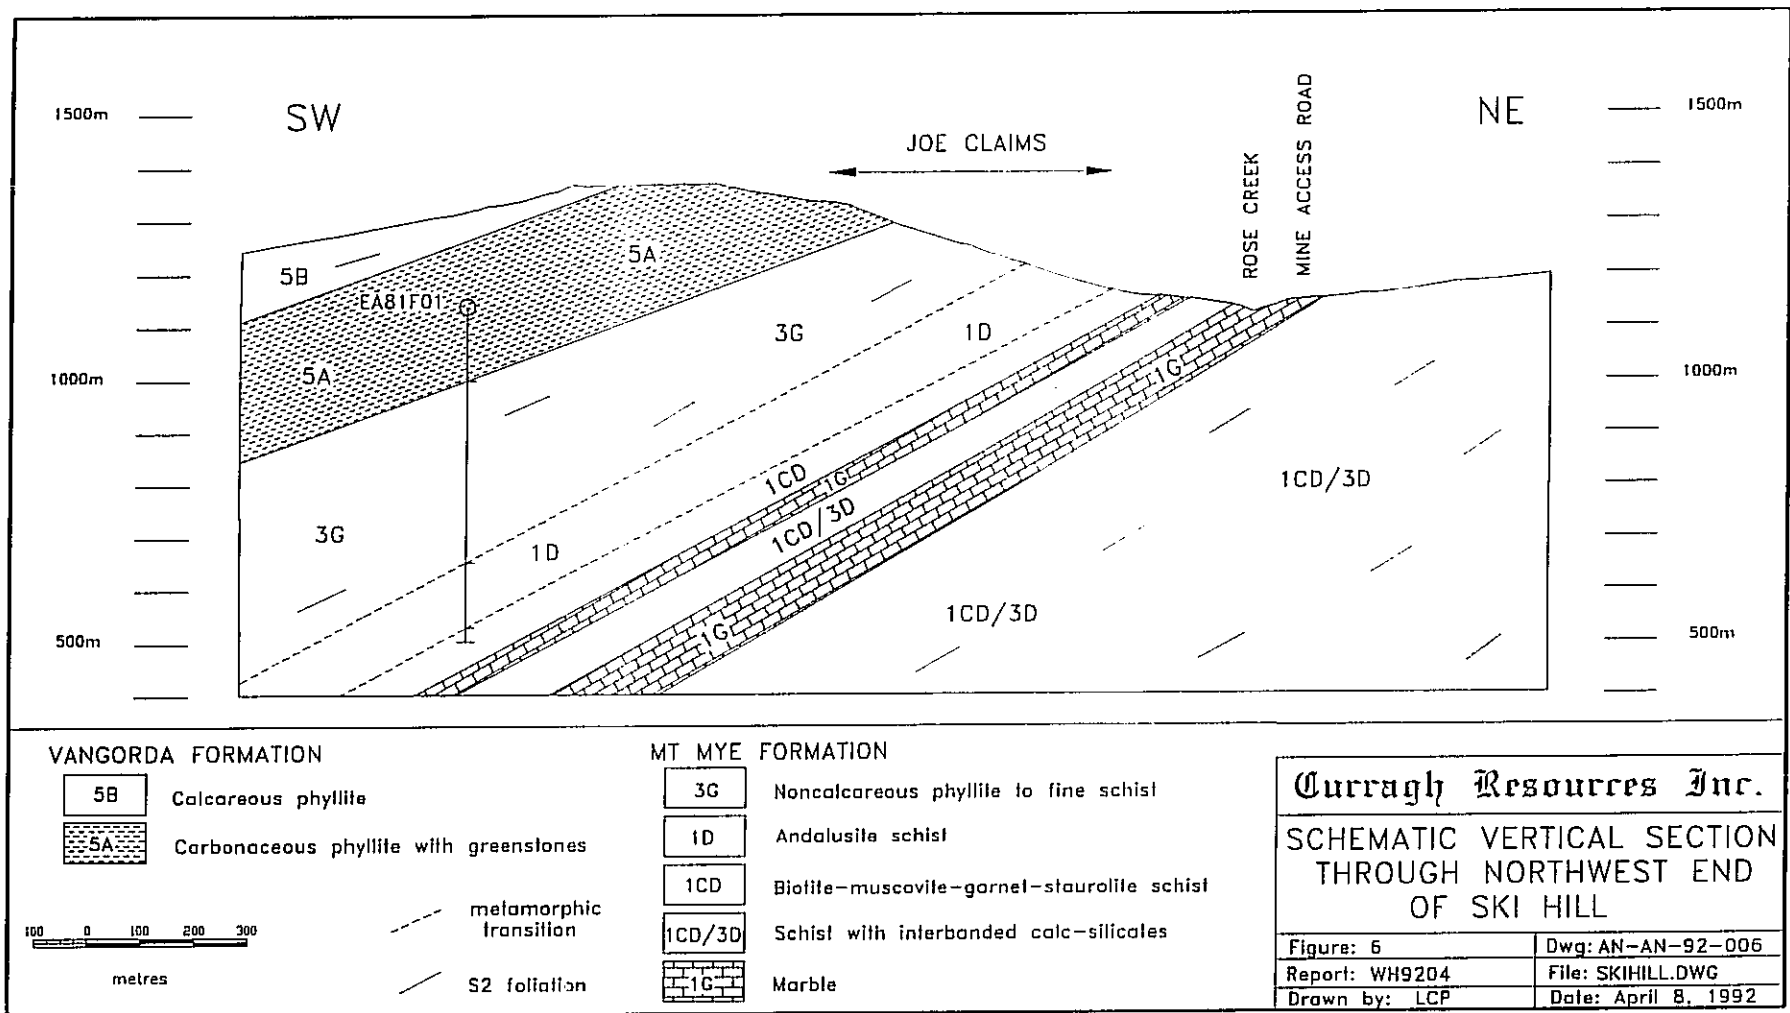 SW
NE
1500m
1500m
JOE CLAIMS
ROSE CREEK
MINE ACCESS ROAD
5A
5B
EA81F01
3G
1D
5A
1G
1000m
1000m
1CD
1G
1CD/3D
1CD/3D
3G
1D
1G
1CD/3D
500m
500m
VANGORDA FORMATION
5B Calcareous phyllite
5A Carbonaceous phyllite with greenstones
metamorphic
transition
S2 foliation
100 0 100 200 300
metres
MT MYE FORMATION
3G Noncalcareous phyllite to fine schist
1D Andalusite schist
1CD Biotite-muscovite-garnet-staurolite schist
1CD/3D Schist with interbanded calc-silicates
1G Marble
Curragh Resources Inc.
SCHEMATIC VERTICAL SECTION
THROUGH NORTHWEST END
OF SKI HILL
Figure: 6 Dwg: AN-AN-92-006
Report: WH9204 File: SKIHILL.DWG
Drawn by: LCP Date: April 8, 1992